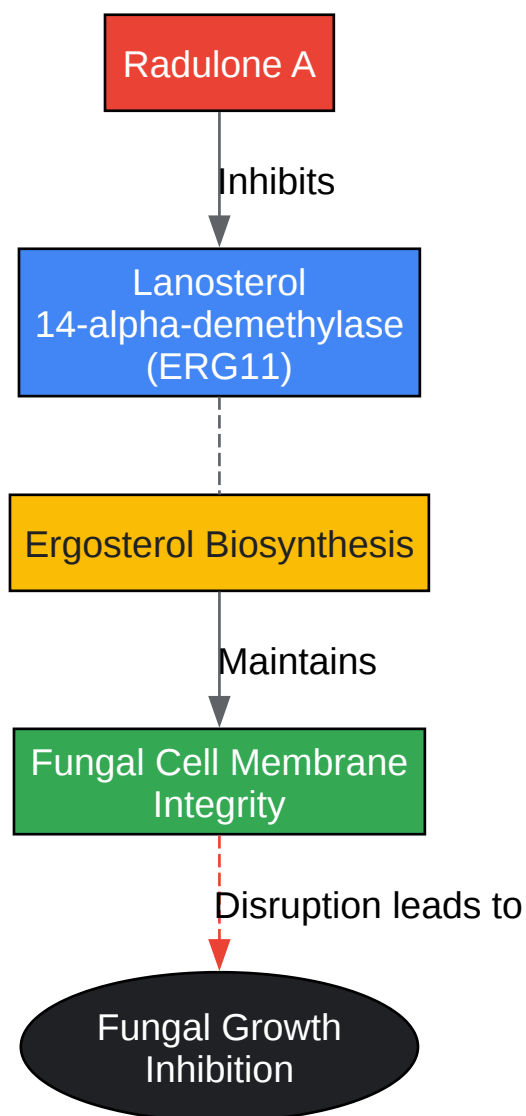 Radulone A
Inhibits
Lanosterol
14-alpha-demethylase
(ERG11)
Ergosterol Biosynthesis
Maintains
Fungal Cell Membrane
Integrity
Disruption leads to
Fungal Growth
Inhibition